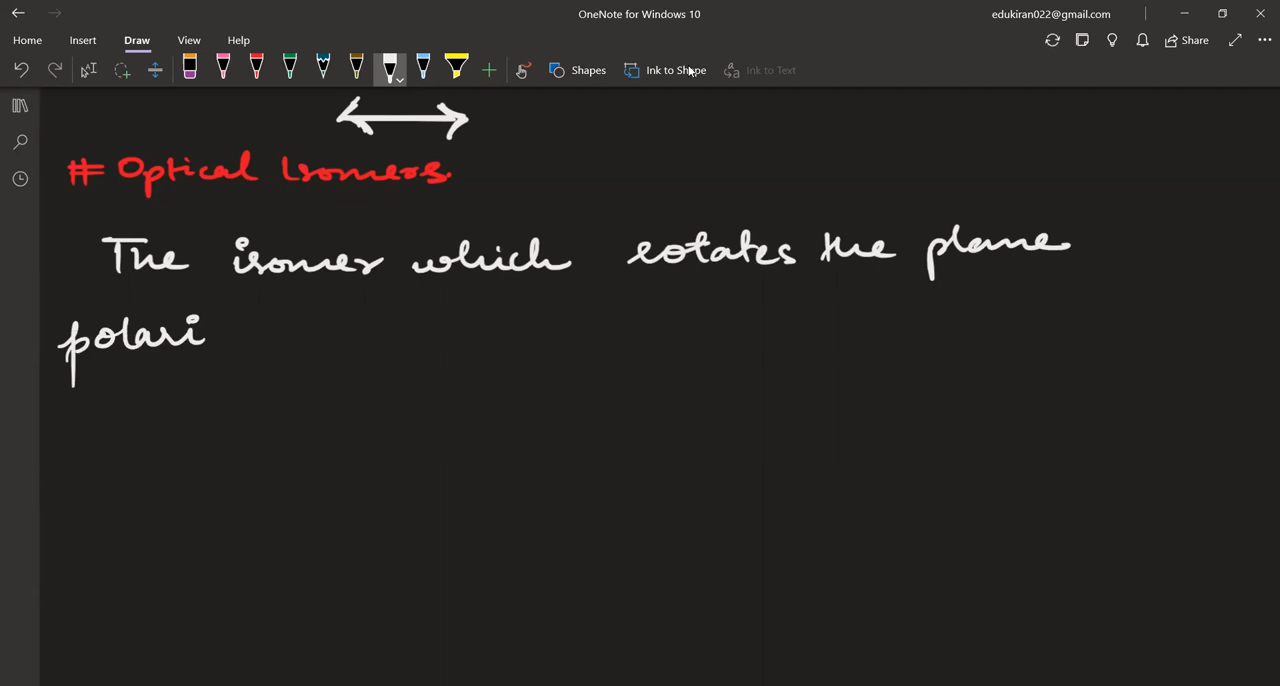 OneNote for Windows 10
edukiran022@gmail.com
Home Insert Draw View Help
Share
Shapes Ink to Shape Ink to Text
# Optical Isomers
The isomer which rotates the plane
polari